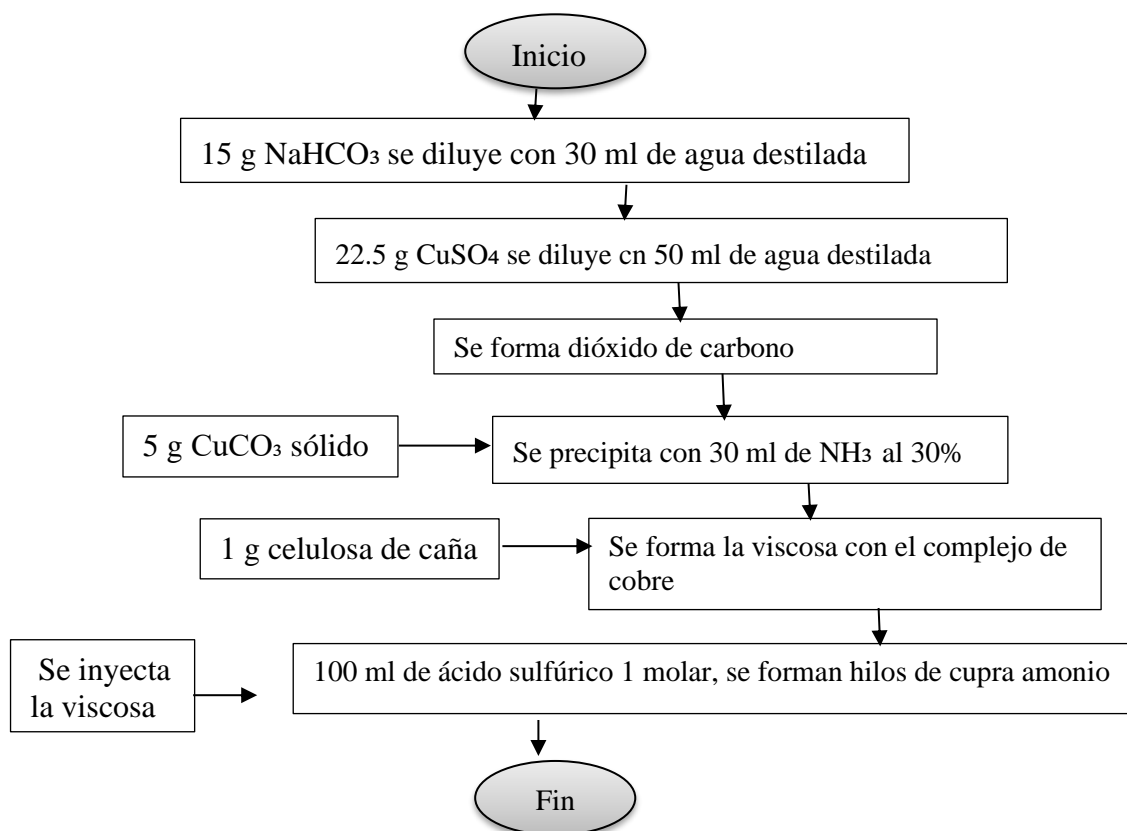 Inicio
15 g NaHCO₃ se diluye con 30 ml de agua destilada
22.5 g CuSO₄ se diluye cn 50 ml de agua destilada
Se forma dióxido de carbono
5 g CuCO₃ sólido
Se precipita con 30 ml de NH₃ al 30%
1 g celulosa de caña
Se forma la viscosa con el complejo de
cobre
Se inyecta
la viscosa
100 ml de ácido sulfúrico 1 molar, se forman hilos de cupra amonio
Fin